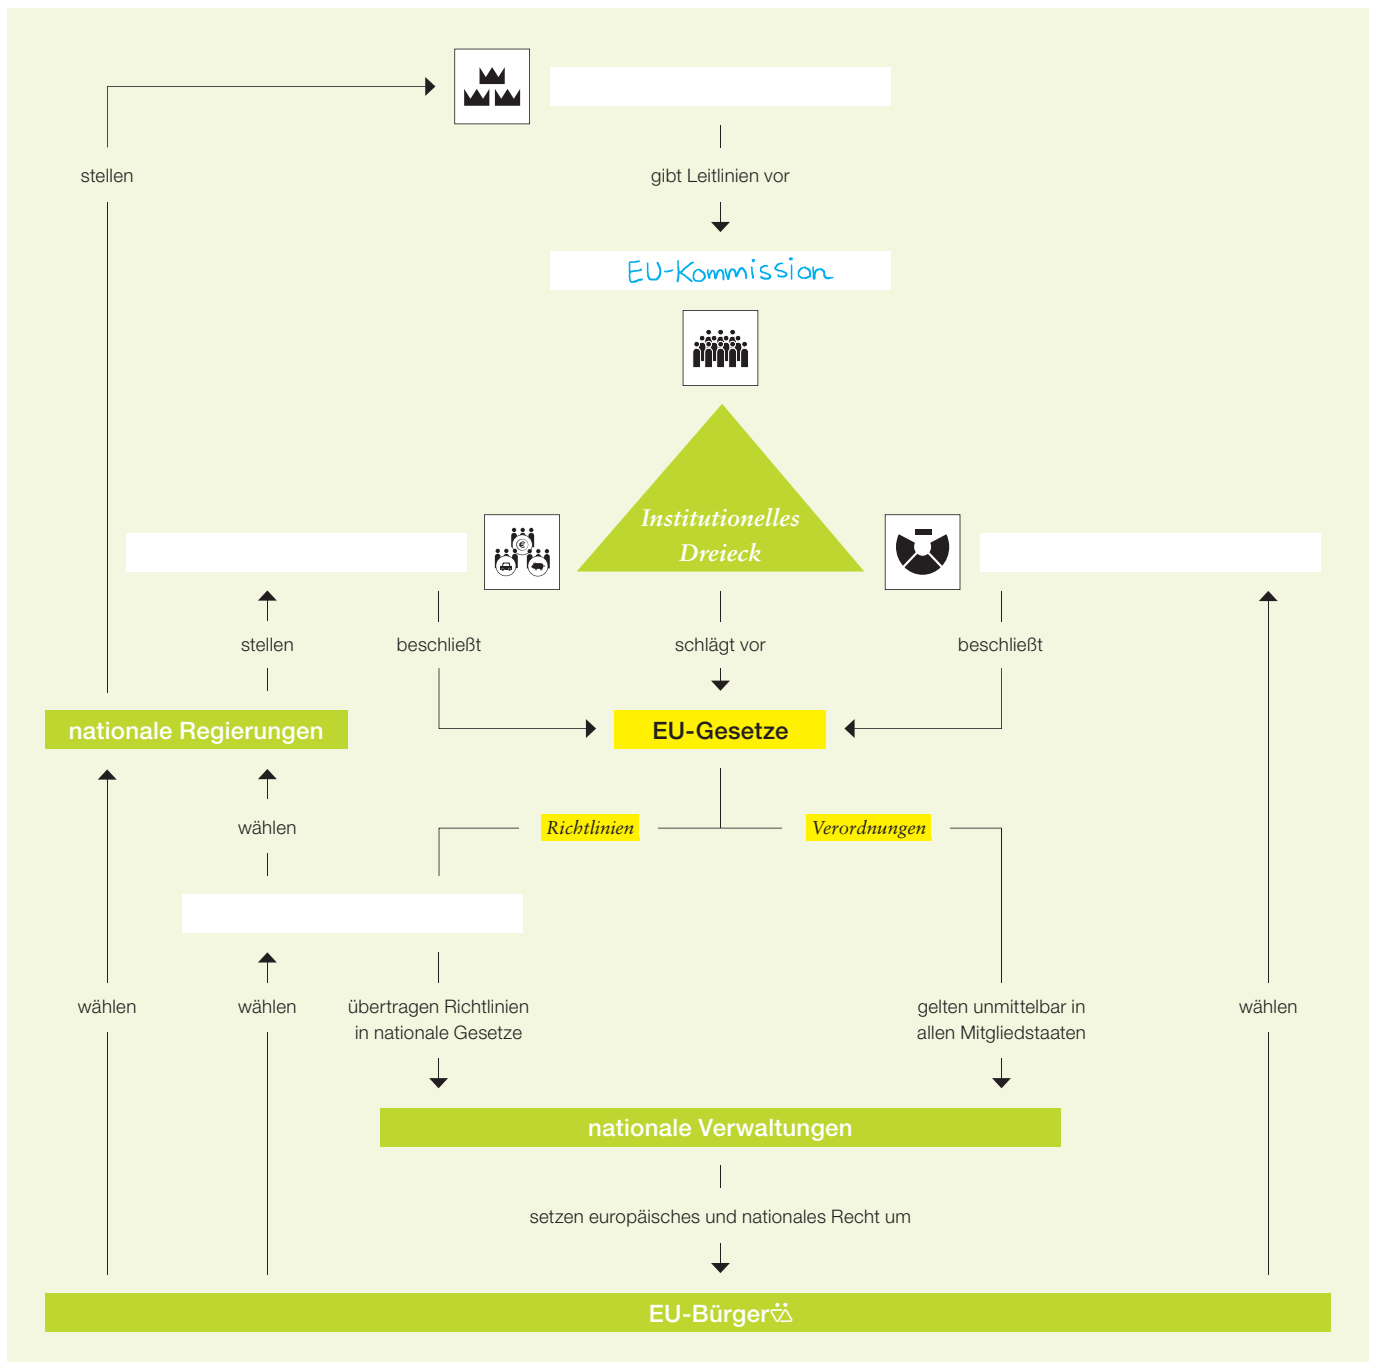 stellen
gibt Leitlinien vor
EU-Kommission
Institutionelles
Dreieck
stellen
beschließt
schlägt vor
beschließt
nationale Regierungen
EU-Gesetze
wählen
Richtlinien
Verordnungen
wählen
wählen
übertragen Richtlinien
in nationale Gesetze
gelten unmittelbar in
allen Mitgliedstaaten
wählen
nationale Verwaltungen
setzen europäisches und nationales Recht um
EU-Bürger